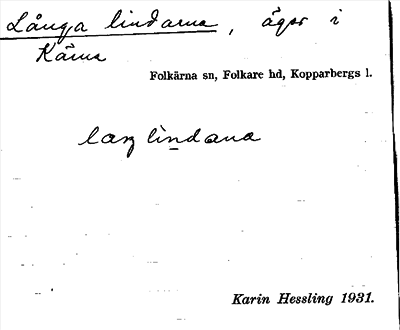 Långa lindarna, ägor i
Kärna
Folkärna sn, Folkare hd, Kopparbergs l.
laŋ lindana
Karin Hessling 1931.